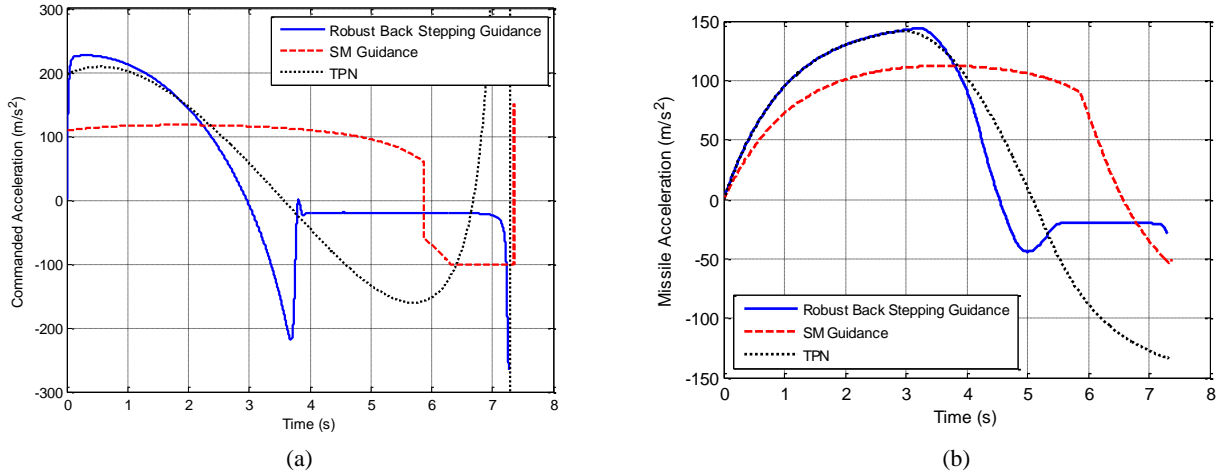 Robust Back Stepping Guidance
SM Guidance
TPN
Commanded Acceleration (m/s²)
300
200
100
0
-100
-200
-300
0 1 2 3 4 5 6 7 8
Time (s)
(a)
Missile Acceleration (m/s²)
150
100
50
0
-50
-100
-150
Robust Back Stepping Guidance
SM Guidance
TPN
0 1 2 3 4 5 6 7 8
Time (s)
(b)